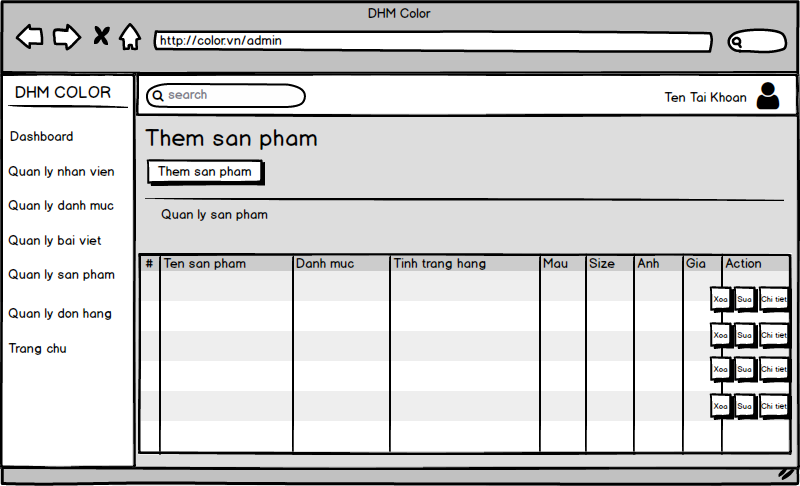 DHM Color
http://color.vn/admin
DHM COLOR
search
Ten Tai Khoan
Dashboard
Quan ly nhan vien
Quan ly danh muc
Quan ly bai viet
Quan ly san pham
Quan ly don hang
Trang chu
Them san pham
Them san pham
Quan ly san pham
# Ten san pham Danh muc Tinh trang hang Mau Size Anh Gia Action
Xoa Sua Chi tiet
Xoa Sua Chi tiet
Xoa Sua Chi tiet
Xoa Sua Chi tiet